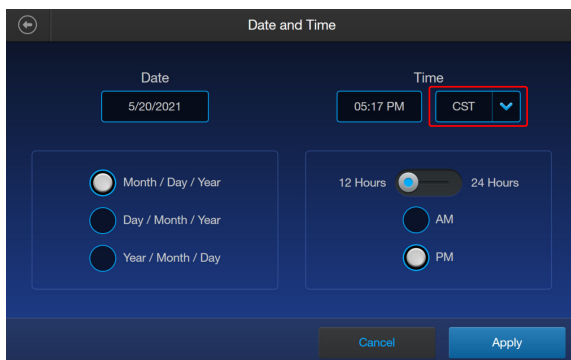 Date and Time
Date
Time
5/20/2021
05:17 PM
CST
Month / Day / Year
12 Hours
24 Hours
Day / Month / Year
AM
Year / Month / Day
PM
Cancel
Apply